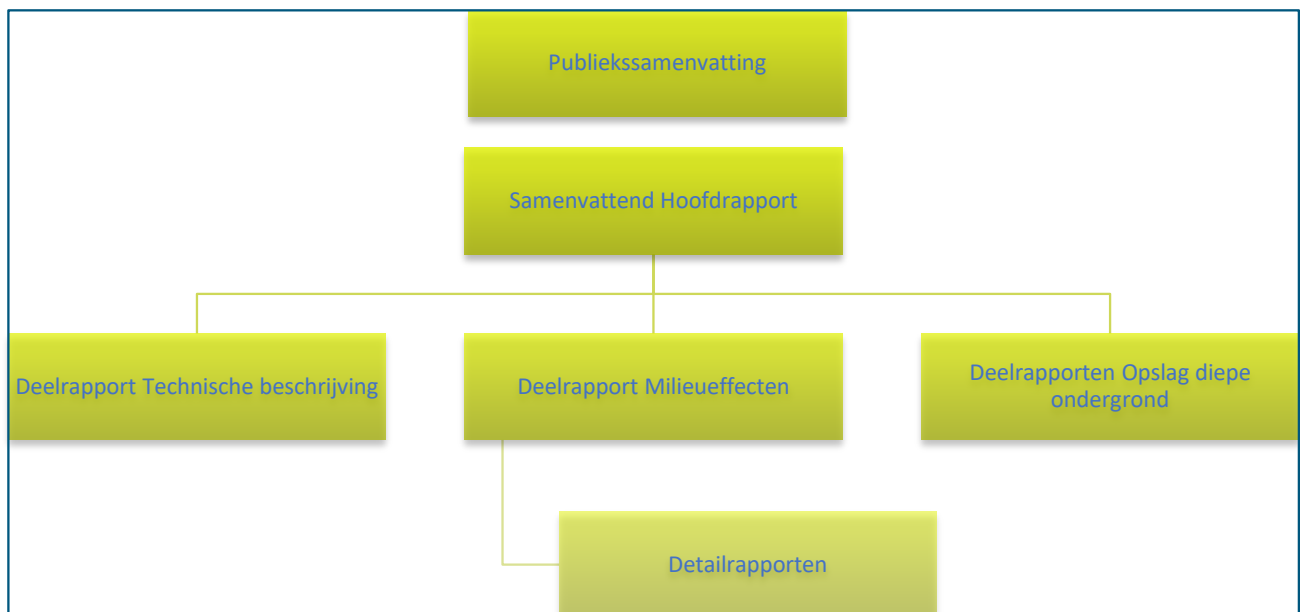 Publiekssamenvatting
Samenvattend Hoofdrapport
Deelrapport Technische beschrijving
Deelrapport Milieueffecten
Deelrapporten Opslag diepe
ondergrond
Detailrapporten